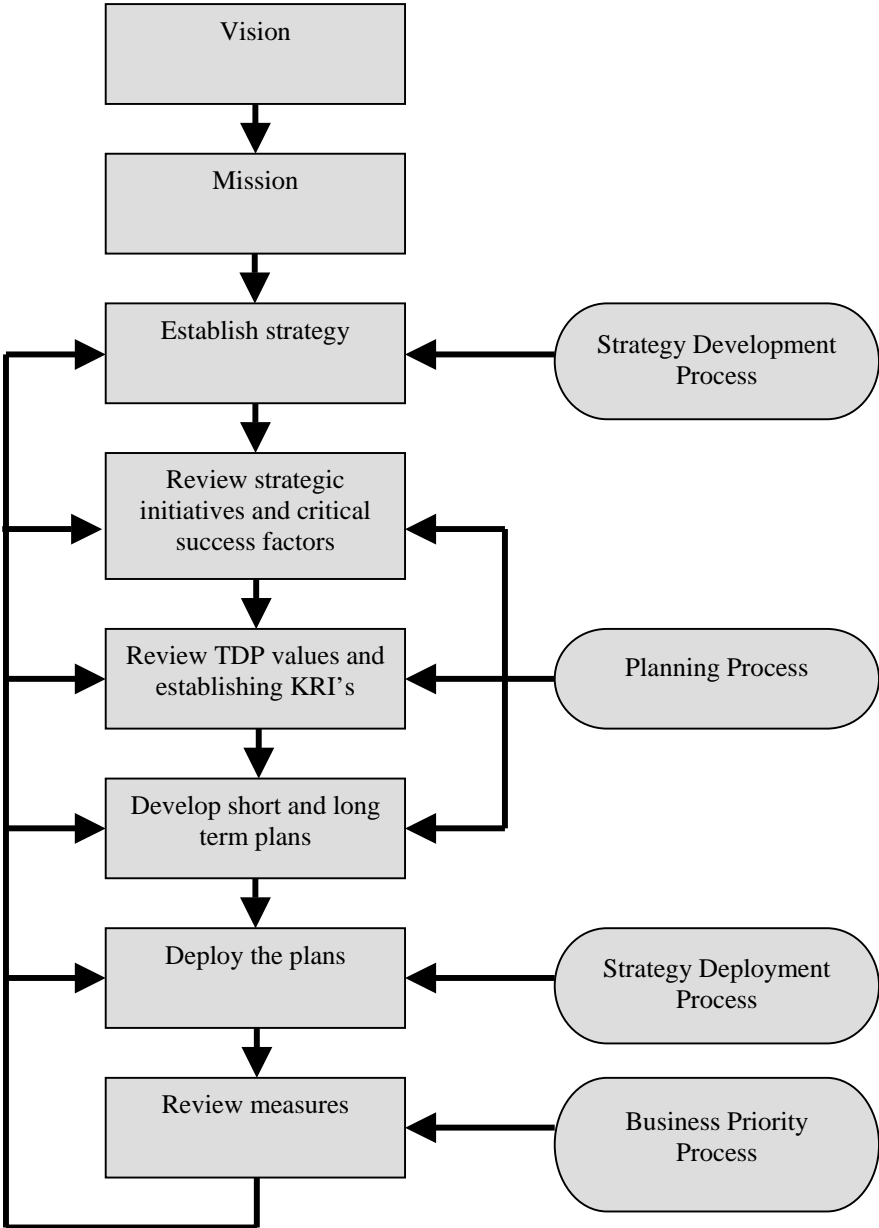 Vision
Mission
Establish strategy
Strategy Development
Process
Review strategic
initiatives and critical
success factors
Review TDP values and
establishing KRI's
Planning Process
Develop short and long
term plans
Deploy the plans
Strategy Deployment
Process
Review measures
Business Priority
Process